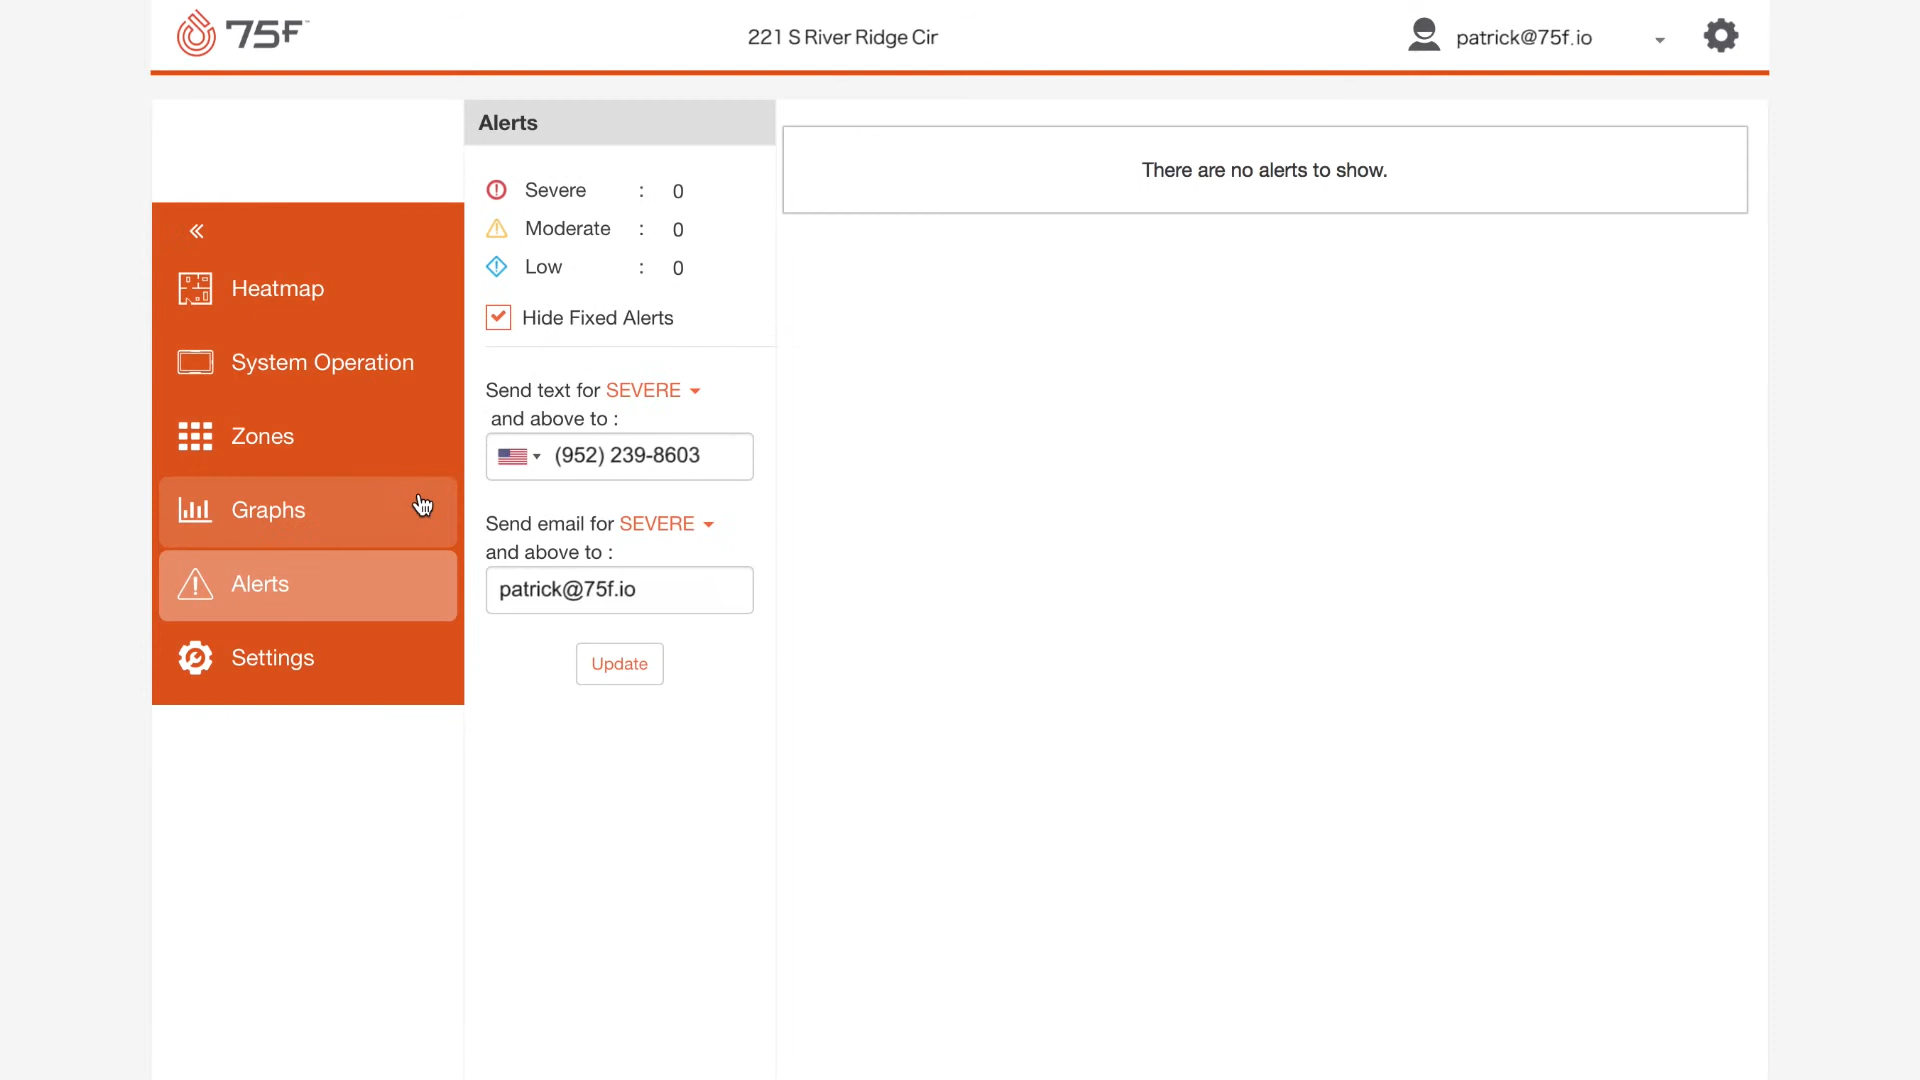 75F™
221 S River Ridge Cir
patrick@75f.io
Alerts
Severe : 0
Moderate : 0
Low : 0
Hide Fixed Alerts
Send text for SEVERE
and above to :
(952) 239-8603
Send email for SEVERE
and above to :
patrick@75f.io
Update
There are no alerts to show.
Heatmap
System Operation
Zones
Graphs
Alerts
Settings